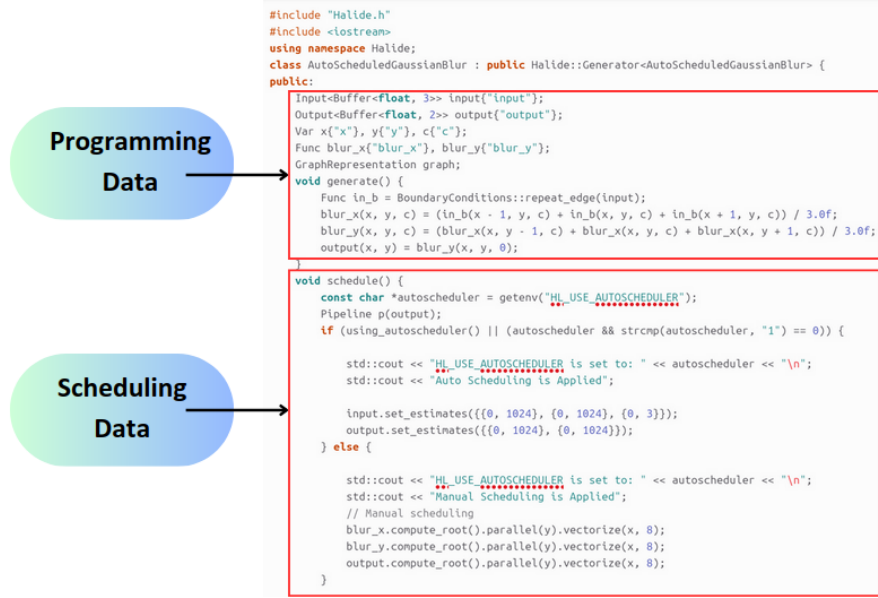 #include "Halide.h"
#include <iostream>
using namespace Halide;
class AutoScheduledGaussianBlur : public Halide::Generator<AutoScheduledGaussianBlur> {
public:
Input<Buffer<float, 3>> input{"input"};
Output<Buffer<float, 2>> output{"output"};
Var x{"x"}, y{"y"}, c{"c"};
Func blur_x{"blur_x"}, blur_y{"blur_y"};
GraphRepresentation graph;
void generate() {
Func in_b = BoundaryConditions::repeat_edge(input);
blur_x(x, y, c) = (in_b(x - 1, y, c) + in_b(x, y, c) + in_b(x + 1, y, c)) / 3.0f;
blur_y(x, y, c) = (blur_x(x, y - 1, c) + blur_x(x, y, c) + blur_x(x, y + 1, c)) / 3.0f;
output(x, y) = blur_y(x, y, 0);
}
void schedule() {
const char *autoscheduler = getenv("HL_USE_AUTOSCHEDULER");
Pipeline p(output);
if (using_autoscheduler() || (autoscheduler && strcmp(autoscheduler, "1") == 0)) {
std::cout << "HL_USE_AUTOSCHEDULER is set to: " << autoscheduler << "\n";
std::cout << "Auto Scheduling is Applied";
input.set_estimates({{0, 1024}, {0, 1024}, {0, 3}});
output.set_estimates({{0, 1024}, {0, 1024}});
} else {
std::cout << "HL_USE_AUTOSCHEDULER is set to: " << autoscheduler << "\n";
std::cout << "Manual Scheduling is Applied";
// Manual scheduling
blur_x.compute_root().parallel(y).vectorize(x, 8);
blur_y.compute_root().parallel(y).vectorize(x, 8);
output.compute_root().parallel(y).vectorize(x, 8);
}
Programming
Data
Scheduling
Data